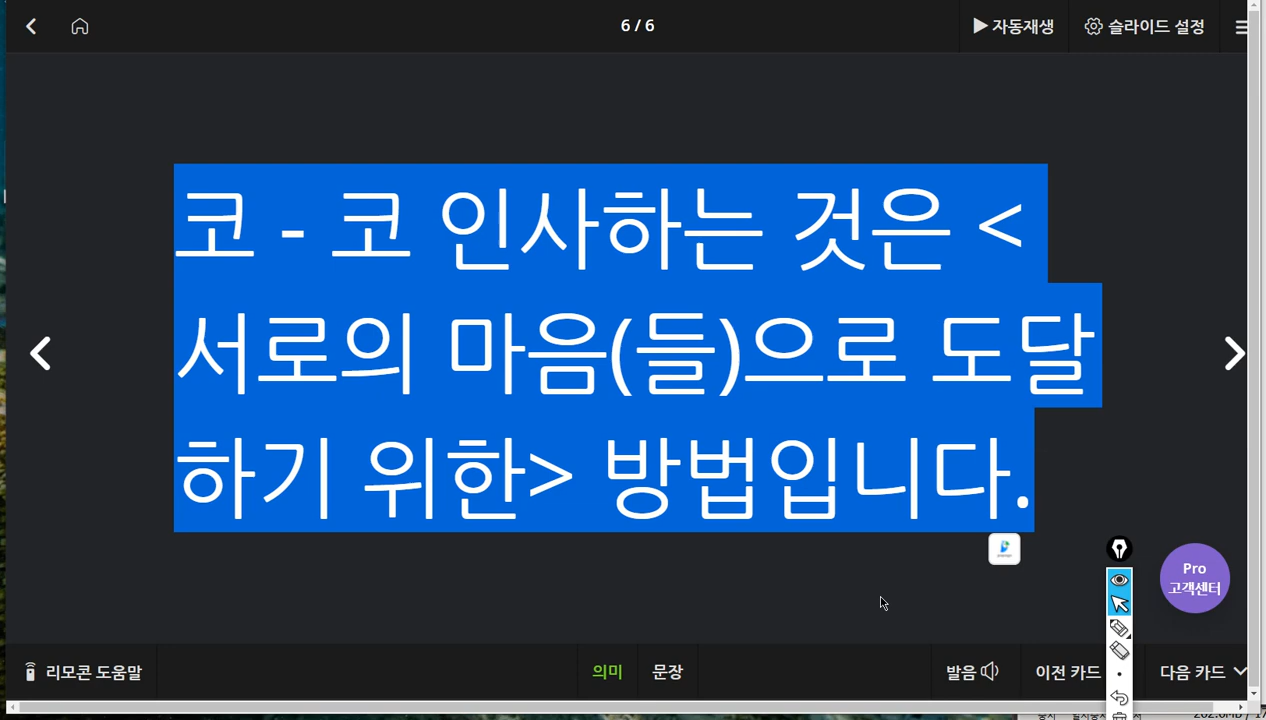 6 / 6
자동재생
슬라이드 설정
코 - 코 인사하는 것은 <
서로의 마음(들)으로 도달
하기 위한> 방법입니다.
Pro
고객센터
리모콘 도움말
의미
문장
발음
이전 카드
다음 카드